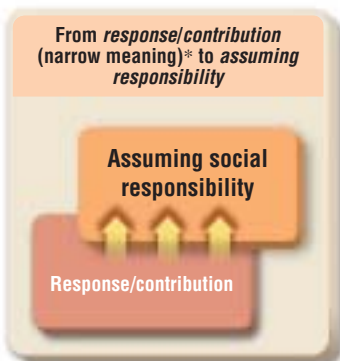 From response/contribution
(narrow meaning)* to assuming
responsibility
Assuming social
responsibility
Response/contribution